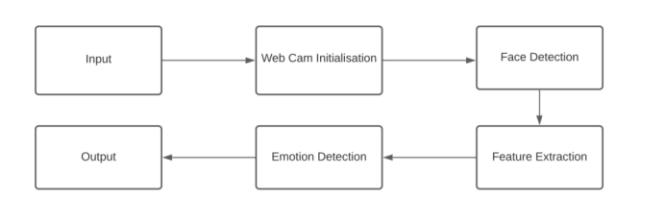 Input
Web Cam Initialisation
Face Detection
Feature Extraction
Emotion Detection
Output